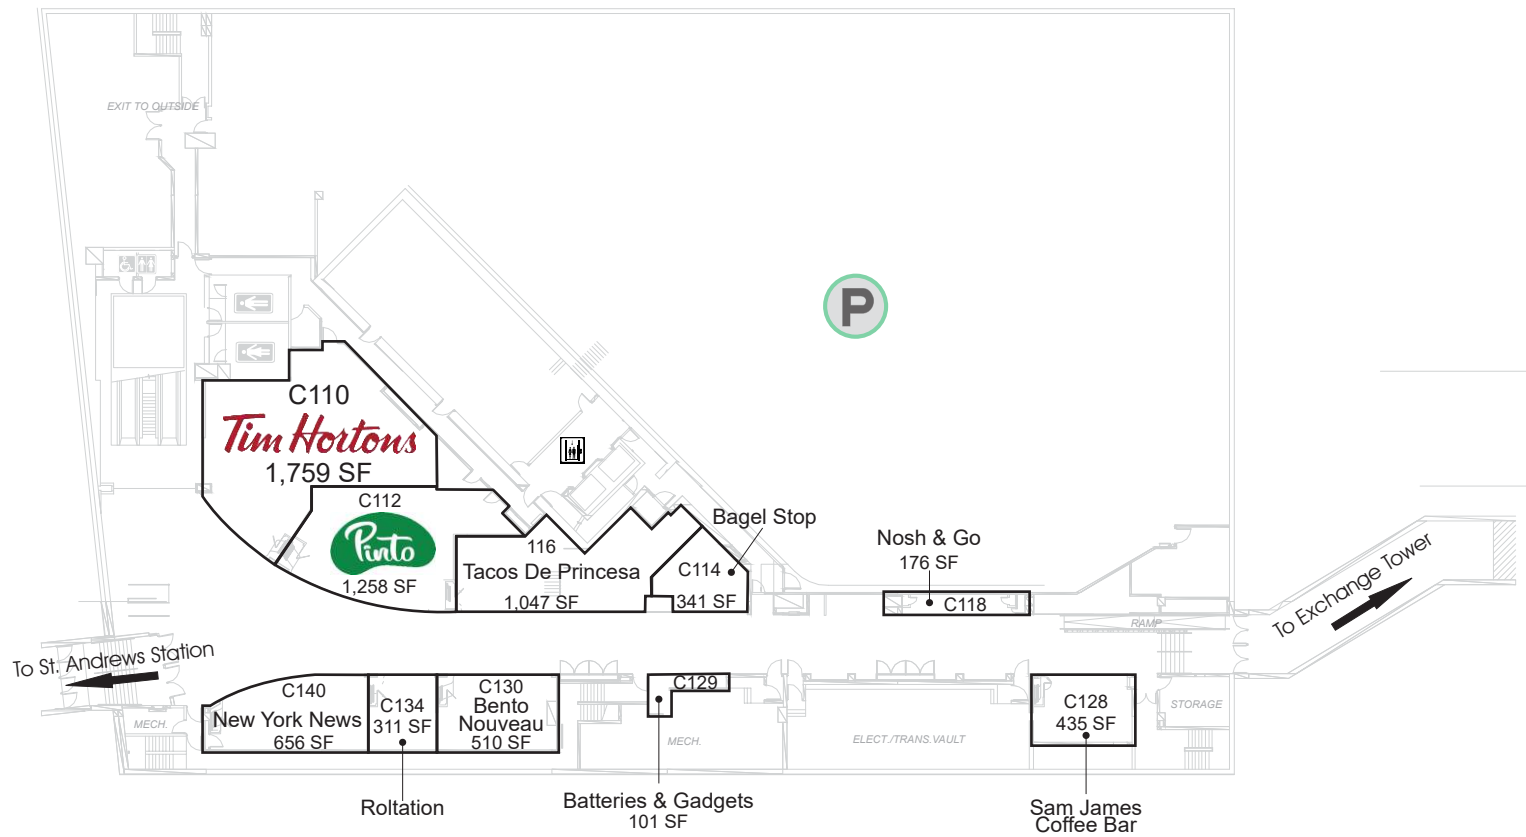 EXIT TO OUTSIDE
P
C110
Tim Hortons
1,759 SF
C112
Pinto
1,258 SF
116
Tacos De Princesa
1,047 SF
Bagel Stop
C114
341 SF
Nosh & Go
176 SF
C118
RAMP
To Exchange Tower
To St. Andrews Station
MECH.
C140
New York News
656 SF
C134
311 SF
Roltation
C130
Bento
Nouveau
510 SF
C129
MECH.
Batteries & Gadgets
101 SF
ELECT./TRANS.VAULT
C128
435 SF
Sam James
Coffee Bar
STORAGE